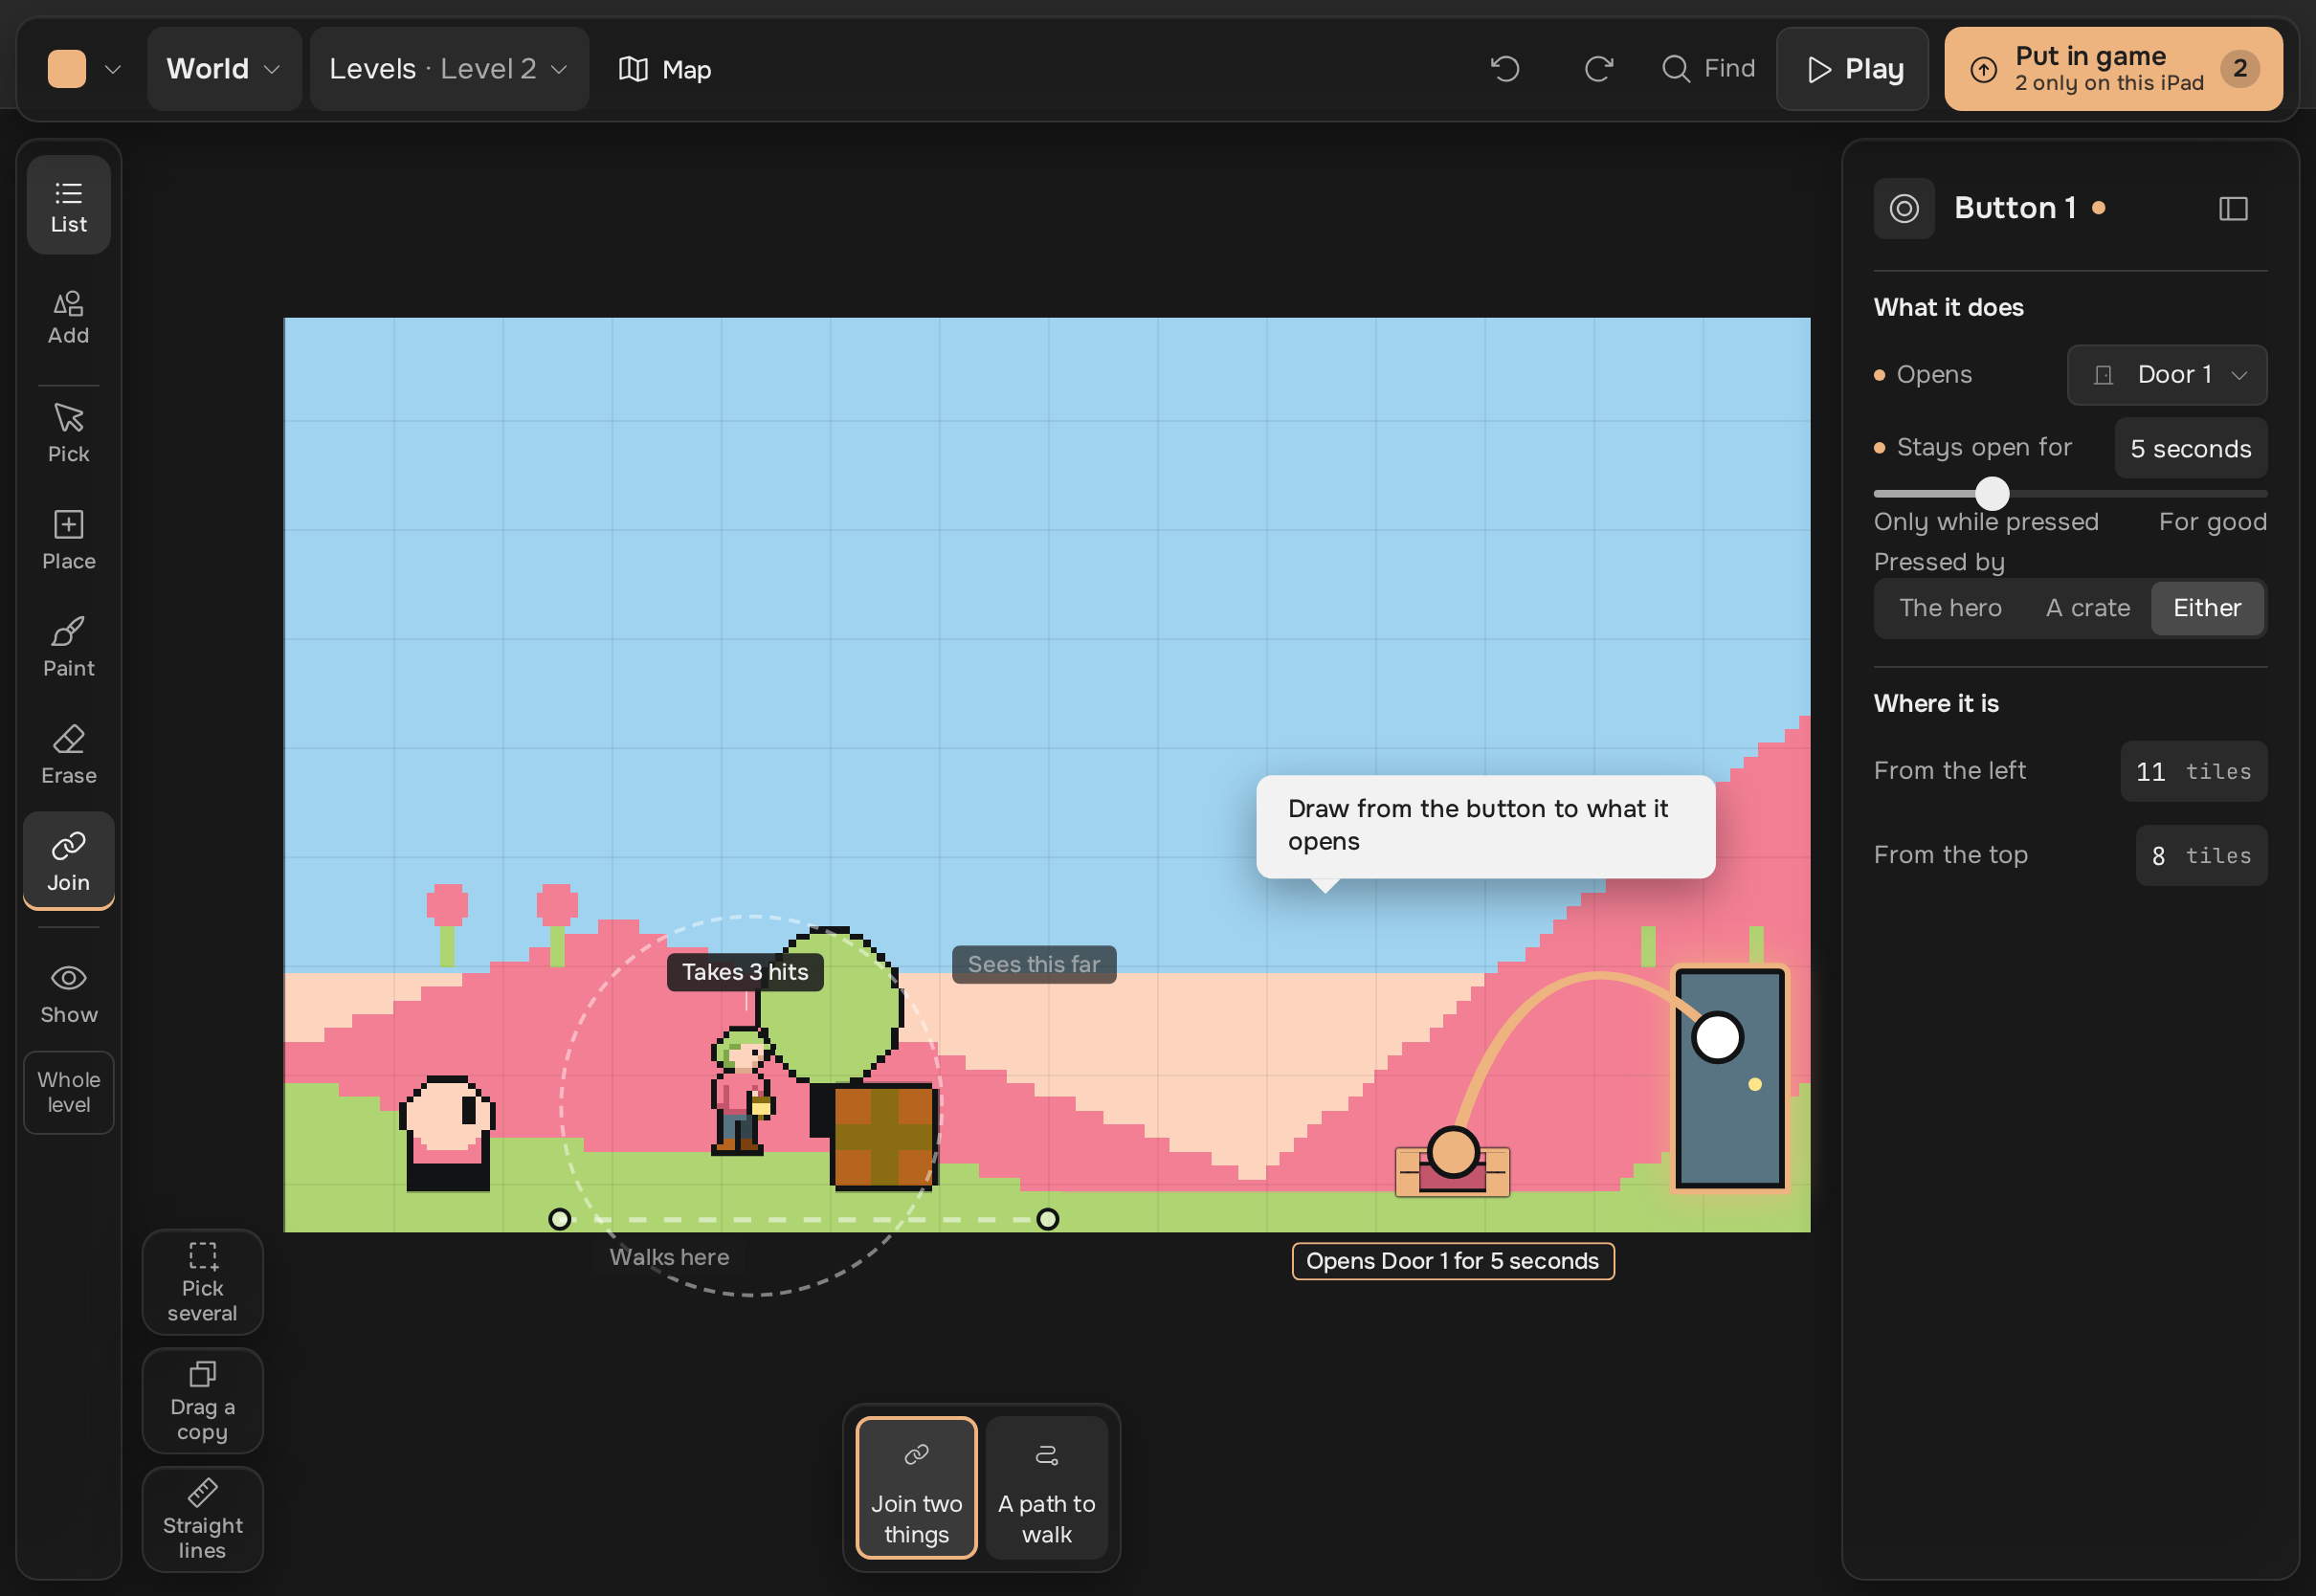 World
Levels · Level 2
Map
Find
Play
Put in game
2 only on this iPad
2
List
Add
Pick
Place
Paint
Erase
Join
Show
Whole
level
Pick
several
Drag a
copy
Straight
lines
Draw from the button to what it
opens
Takes 3 hits
Sees this far
Walks here
Opens Door 1 for 5 seconds
Join two
things
A path to
walk
Button 1
What it does
Opens
Door 1
Stays open for
5 seconds
Only while pressed
For good
Pressed by
The hero
A crate
Either
Where it is
From the left
11 tiles
From the top
8 tiles